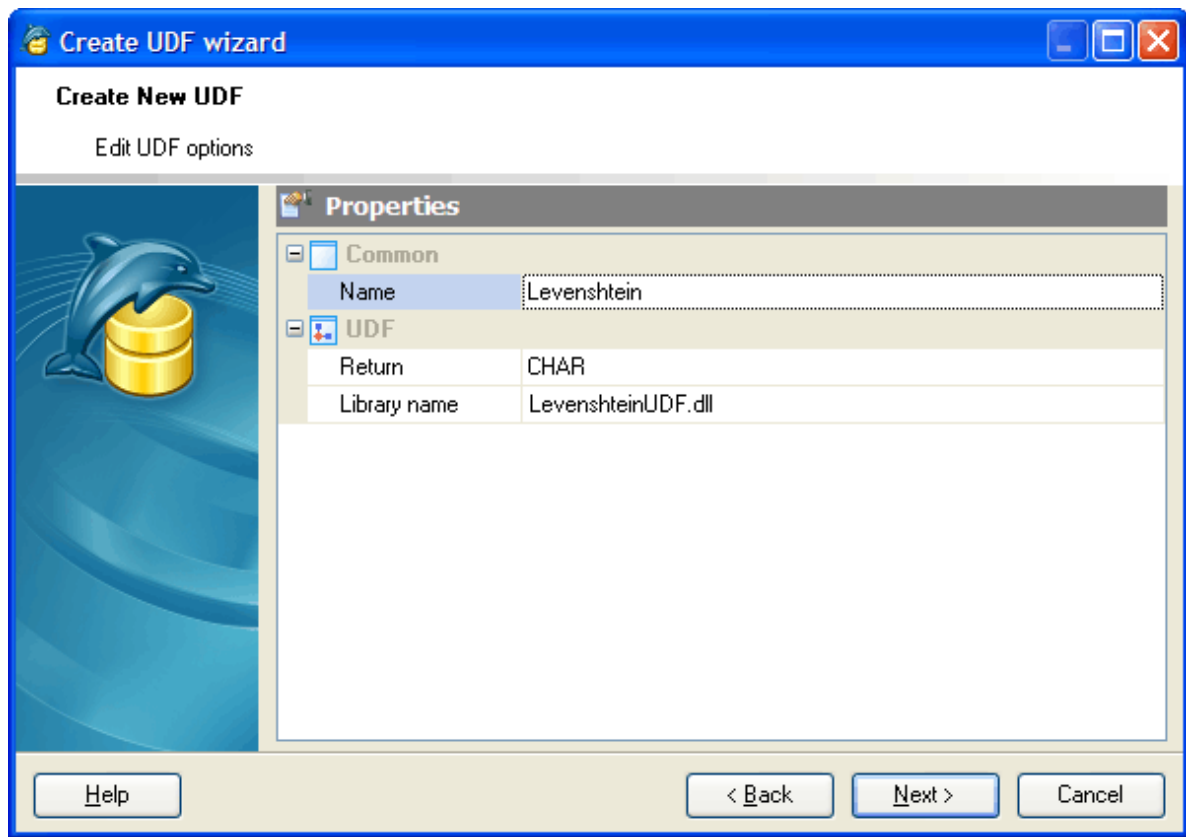 Create UDF wizard
Create New UDF
Edit UDF options
Properties
Common
Name Levenshtein
UDF
Return CHAR
Library name LevenshteinUDF.dll
Help < Back Next > Cancel